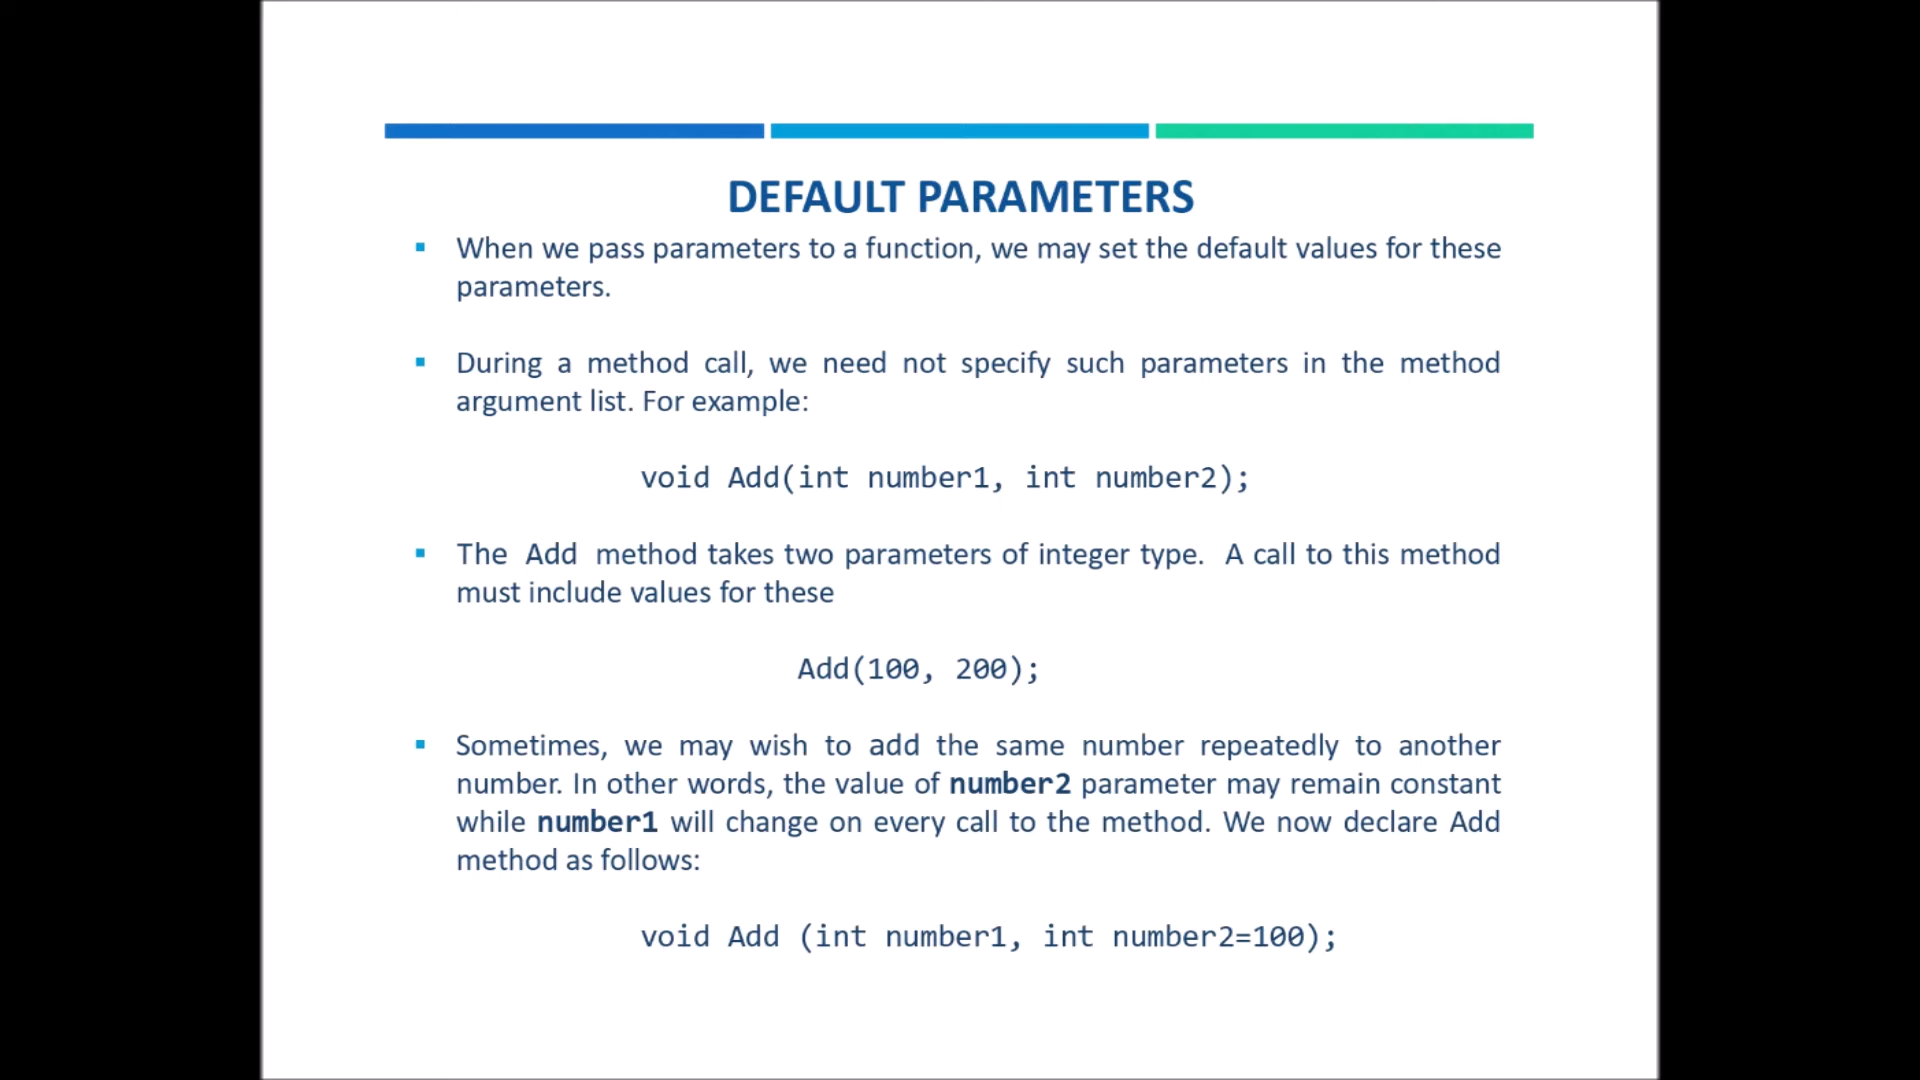 DEFAULT PARAMETERS
▪ When we pass parameters to a function, we may set the default values for these
parameters.
▪ During a method call, we need not specify such parameters in the method
argument list. For example:
void Add(int number1, int number2);
▪ The Add method takes two parameters of integer type. A call to this method
must include values for these
Add(100, 200);
▪ Sometimes, we may wish to add the same number repeatedly to another
number. In other words, the value of number2 parameter may remain constant
while number1 will change on every call to the method. We now declare Add
method as follows:
void Add (int number1, int number2=100);